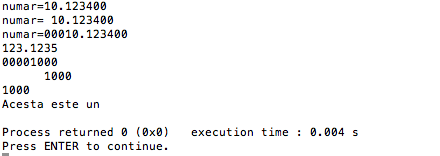 numar=10.123400
numar= 10.123400
numar=00010.123400
123.1235
00001000
      1000
1000
Acesta este un

Process returned 0 (0x0)   execution time : 0.004 s
Press ENTER to continue.